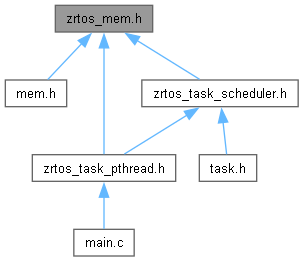 zrtos_mem.h
mem.h
zrtos_task_scheduler.h
zrtos_task_pthread.h
task.h
main.c